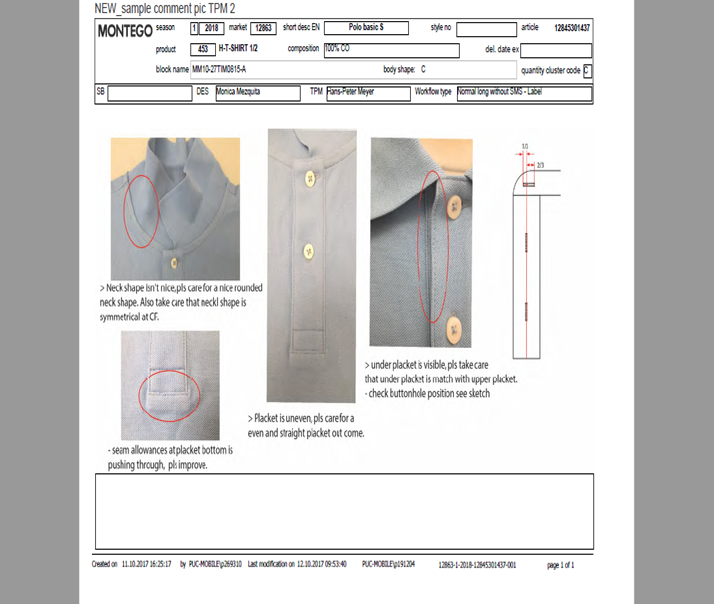 NEW_sample comment pic TPM 2
MONTEGO season 1 2018 market 12863 short desc EN Polo basic S style no article 12845301437
product 453 H-T-SHIRT 1/2 composition 100% CO del. date ex
block name MM10-27TIM0815-A body shape: C quantity cluster code C
SB DES Monica Mezquita TPM Hans-Peter Meyer Workflow type Normal long without SMS - Label
1/1
2/3
> Neck shape isn't nice,pls care for a nice rounded
neck shape. Also take care that neckl shape is
symmetrical at CF.
> under placket is visible, pls take care
that under placket is match with upper placket.
- check buttonhole position see sketch
> Placket is uneven, pls care for a
even and straight placket out come.
- seam allowances at placket bottom is
pushing through, pls improve.
Created on 11.10.2017 16:25:17 by PUC-MOBILE\p269310 Last modification on 12.10.2017 09:53:40 PUC-MOBILE\p191204 12863-1-2018-12845301437-001 page 1 of 1